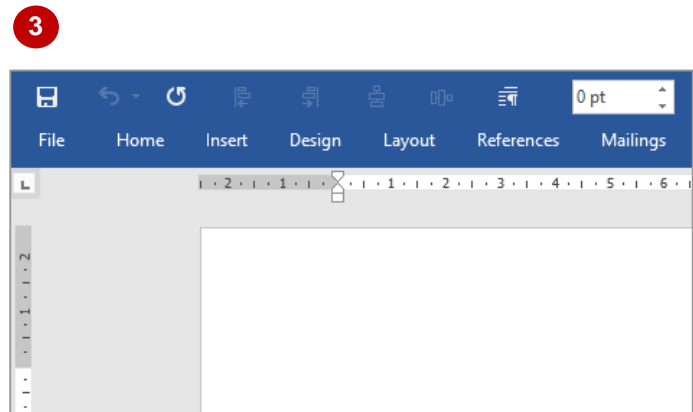 3
0 pt
File Home Insert Design Layout References Mailings
L 2 1 1 2 3 4 5 6
2
1